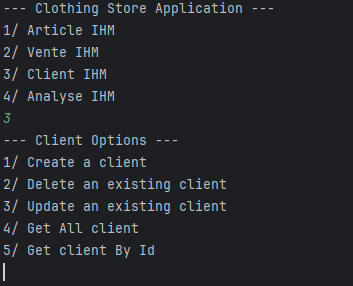 --- Clothing Store Application ---
1/ Article IHM
2/ Vente IHM
3/ Client IHM
4/ Analyse IHM
3
--- Client Options ---
1/ Create a client
2/ Delete an existing client
3/ Update an existing client
4/ Get All client
5/ Get client By Id